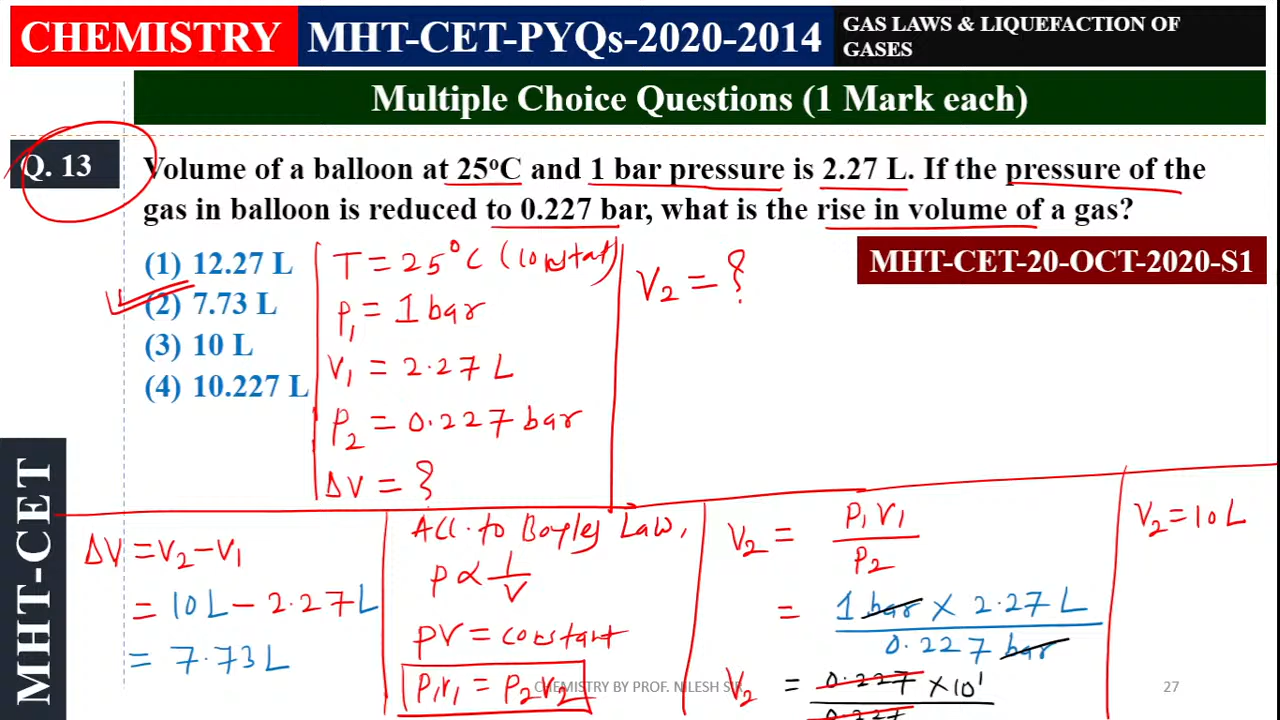 CHEMISTRY MHT-CET-PYQs-2020-2014 GAS LAWS & LIQUEFACTION OF
GASES
Multiple Choice Questions (1 Mark each)
Q. 13
Volume of a balloon at 25°C and 1 bar pressure is 2.27 L. If the pressure of the
gas in balloon is reduced to 0.227 bar, what is the rise in volume of a gas?
MHT-CET-20-OCT-2020-S1
(1) 12.27 L
(2) 7.73 L
(3) 10 L
(4) 10.227 L
T = 25°C (constat)
P₁ = 1 bar
V₁ = 2.27 L
P₂ = 0.227 bar
ΔV = ?
V₂ = ?
ΔV = V₂ - V₁
= 10 L - 2.27 L
= 7.73 L
Acc. to Boyles Law,
P ∝ 1/V
PV = constant
P₁V₁ = P₂V₂
V₂ = P₁V₁ / P₂
= 1 bar × 2.27 L / 0.227 bar
V₂ = 0.227 × 10¹ / 0.227
V₂ = 10 L
MHT-CET
CHEMISTRY BY PROF. NILESH SIR
27